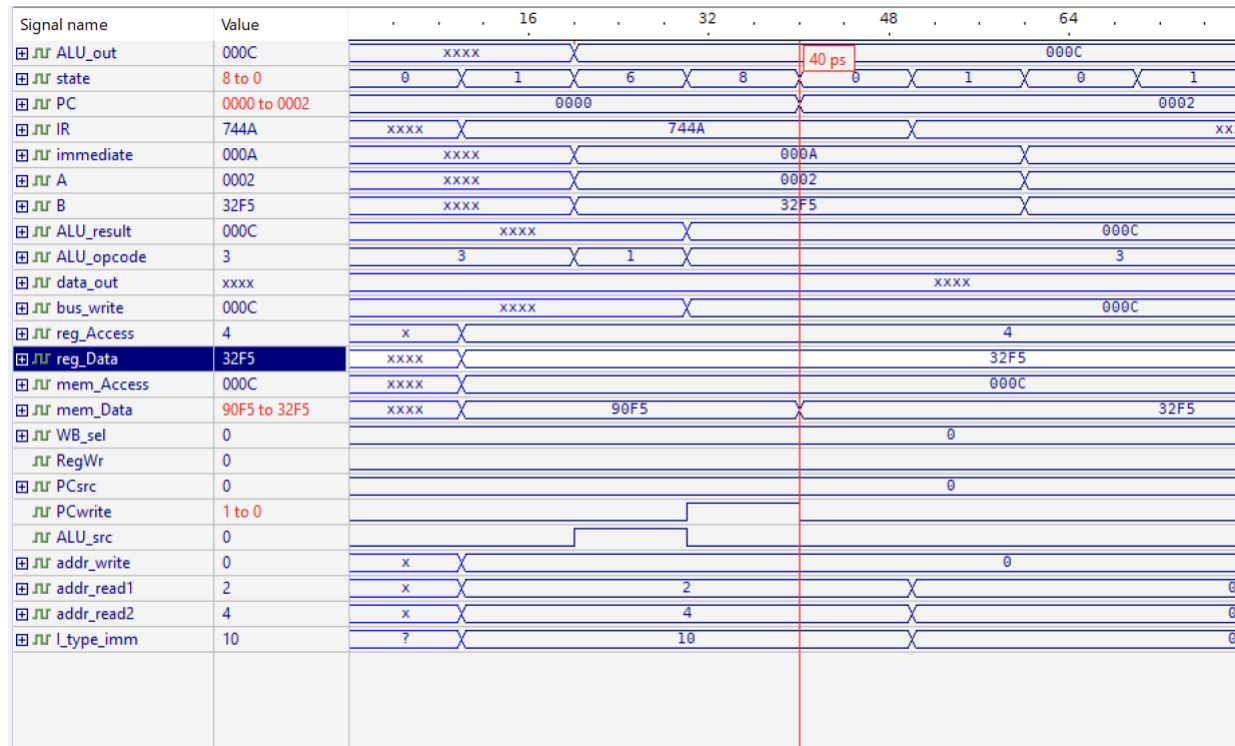 Signal name Value 16 32 48 64
ALU_out 000C xxxx 000C
40 ps
state 8 to 0 0 1 6 8 0 1 0 1
PC 0000 to 0002 0000 0002
IR 744A xxxx 744A xx
immediate 000A xxxx 000A
A 0002 xxxx 0002
B 32F5 xxxx 32F5
ALU_result 000C xxxx 000C
ALU_opcode 3 3 1 3
data_out xxxx xxxx
bus_write 000C xxxx 000C
reg_Access 4 x 4
reg_Data 32F5 xxxx 32F5
mem_Access 000C xxxx 000C
mem_Data 90F5 to 32F5 xxxx 90F5 32F5
WB_sel 0 0
RegWr 0
PCsrc 0 0
PCwrite 1 to 0
ALU_src 0
addr_write 0 x 0
addr_read1 2 x 2 0
addr_read2 4 x 4 0
I_type_imm 10 ? 10 0